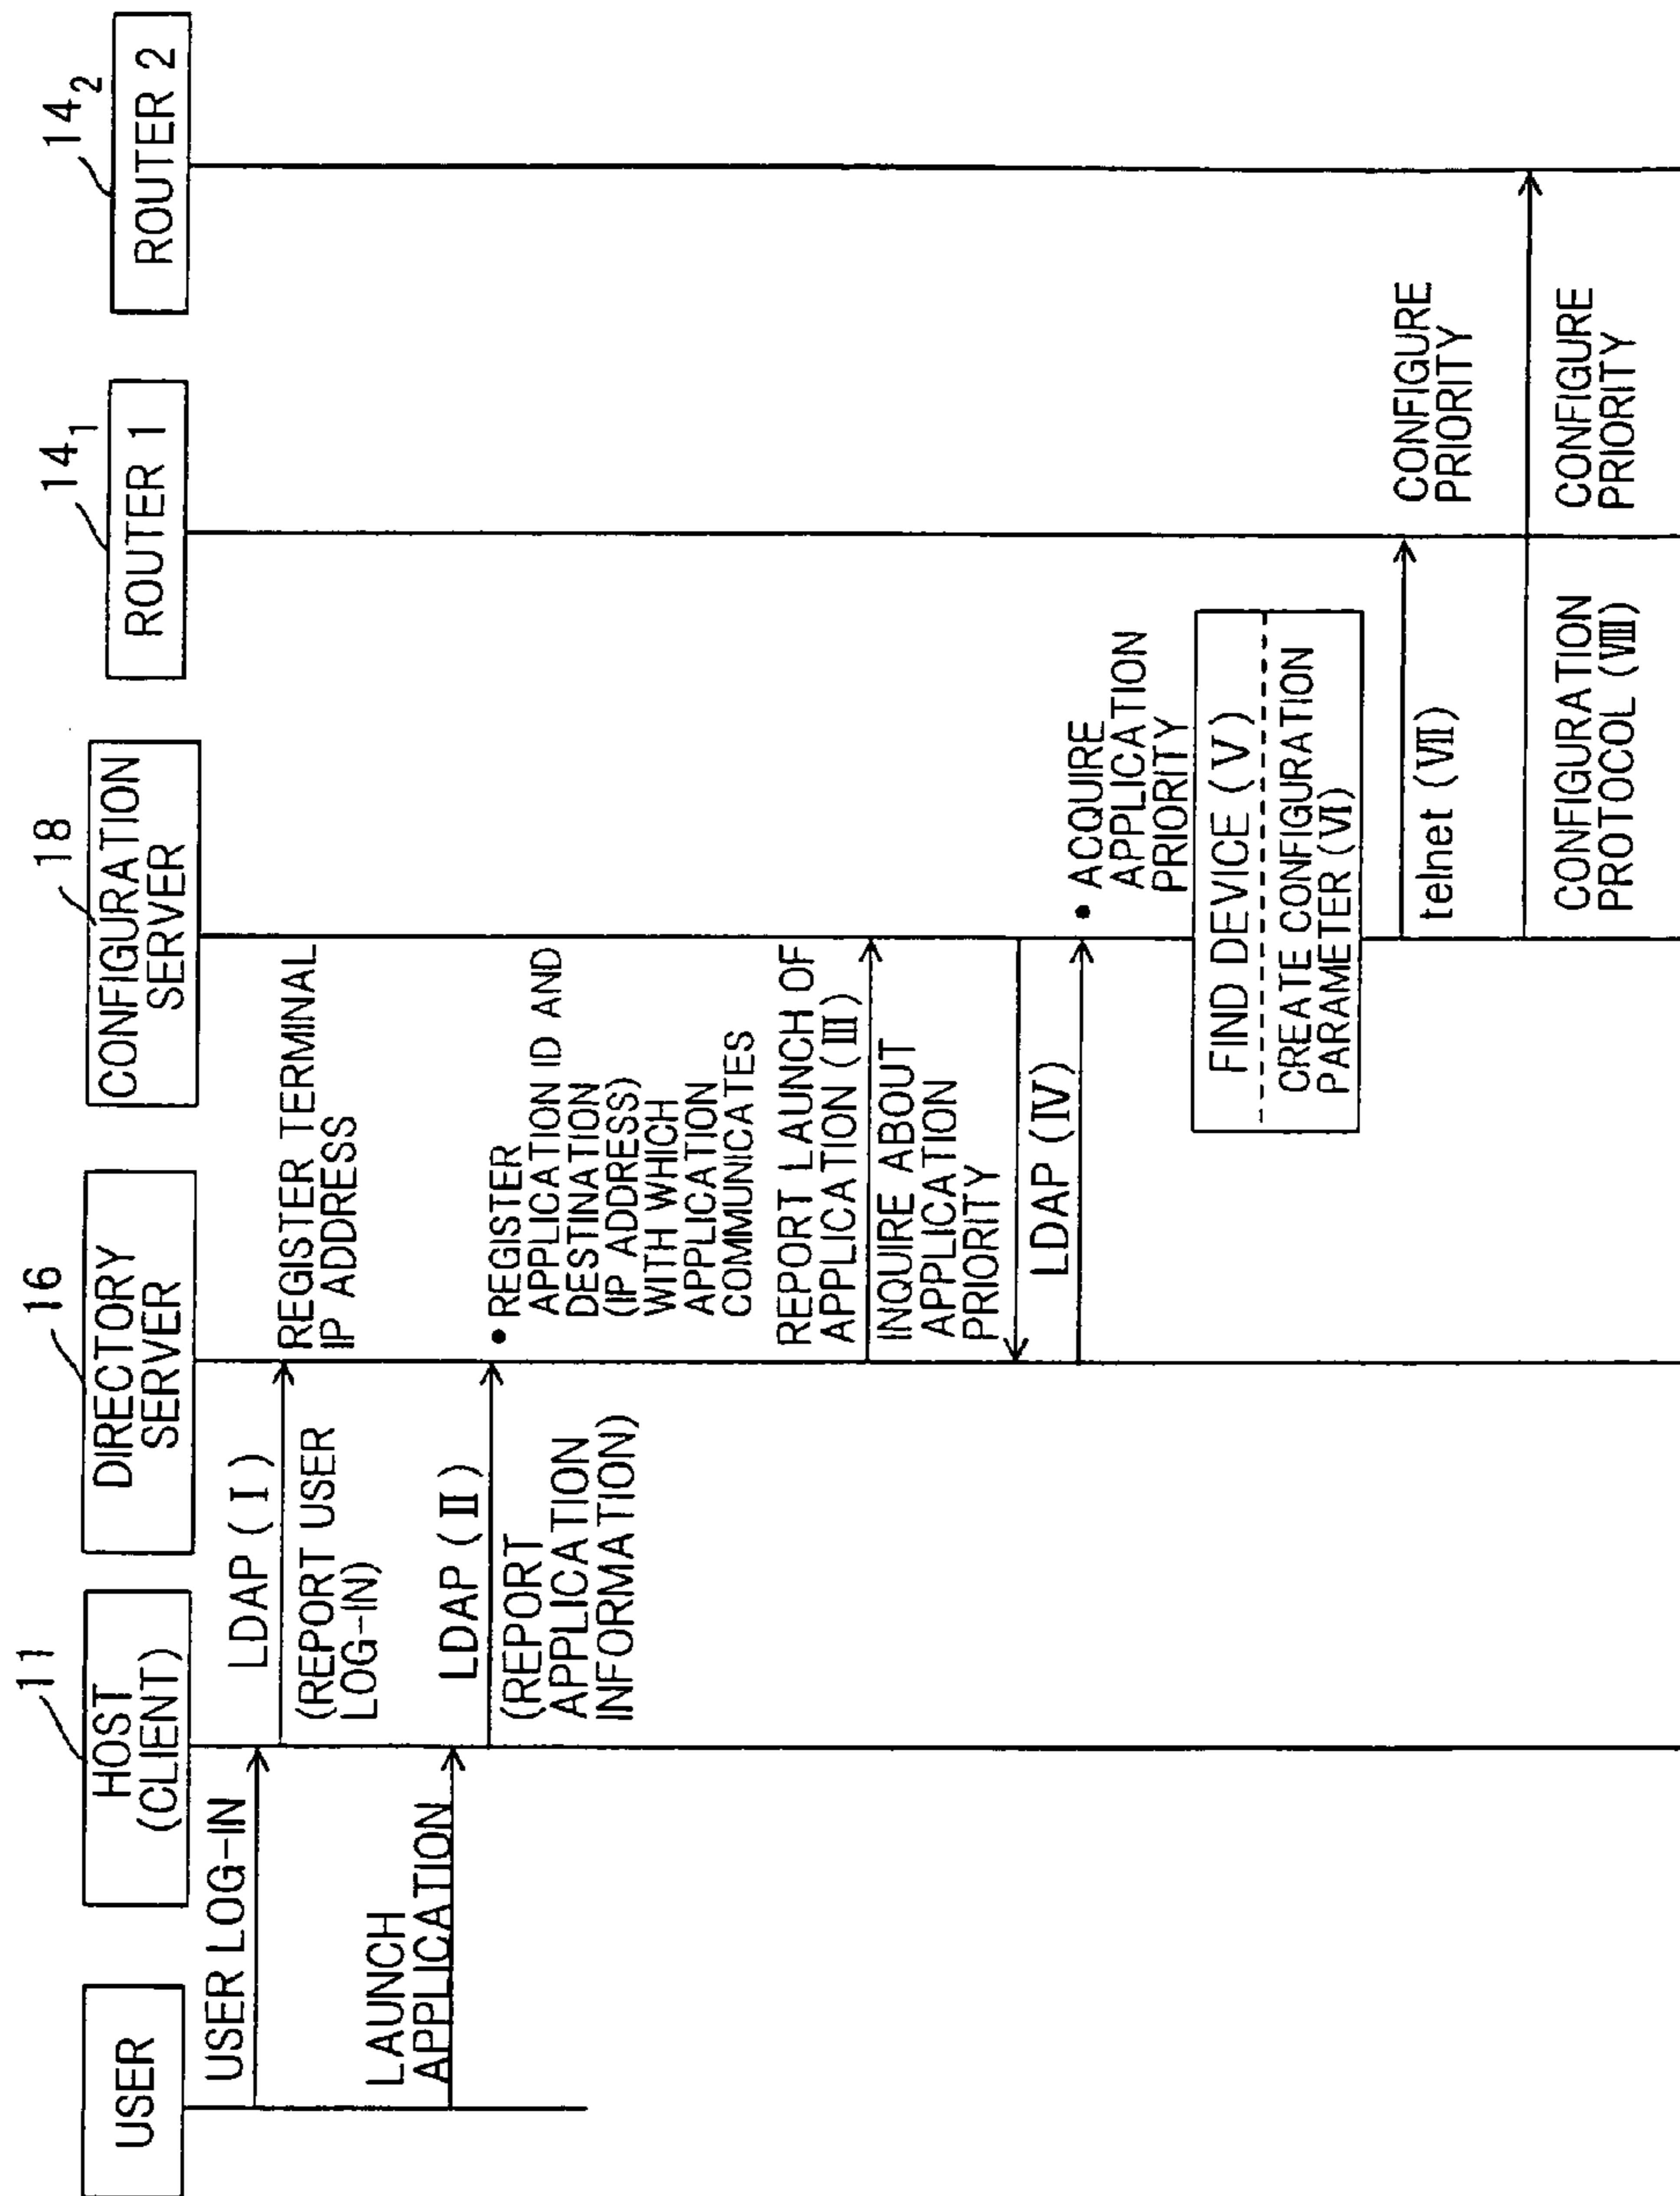 USER
HOST
(CLIENT)
11
DIRECTORY
SERVER
16
CONFIGURATION
SERVER
18
ROUTER 1
14₁
ROUTER 2
14₂
USER LOG-IN
LDAP ( I )
(REPORT USER
LOG-IN)
REGISTER TERMINAL
IP ADDRESS
LAUNCH
APPLICATION
LDAP (II)
(REPORT
APPLICATION
INFORMATION)
• REGISTER
APPLICATION ID AND
DESTINATION
(IP ADDRESS)
WITH WHICH
APPLICATION
COMMUNICATES
REPORT LAUNCH OF
APPLICATION (III)
INQUIRE ABOUT
APPLICATION
PRIORITY
LDAP (IV)
• ACQUIRE
APPLICATION
PRIORITY
FIND DEVICE (V)
CREATE CONFIGURATION
PARAMETER (VI)
telnet (VII)
CONFIGURE
PRIORITY
CONFIGURATION
PROTOCOL (VIII)
CONFIGURE
PRIORITY